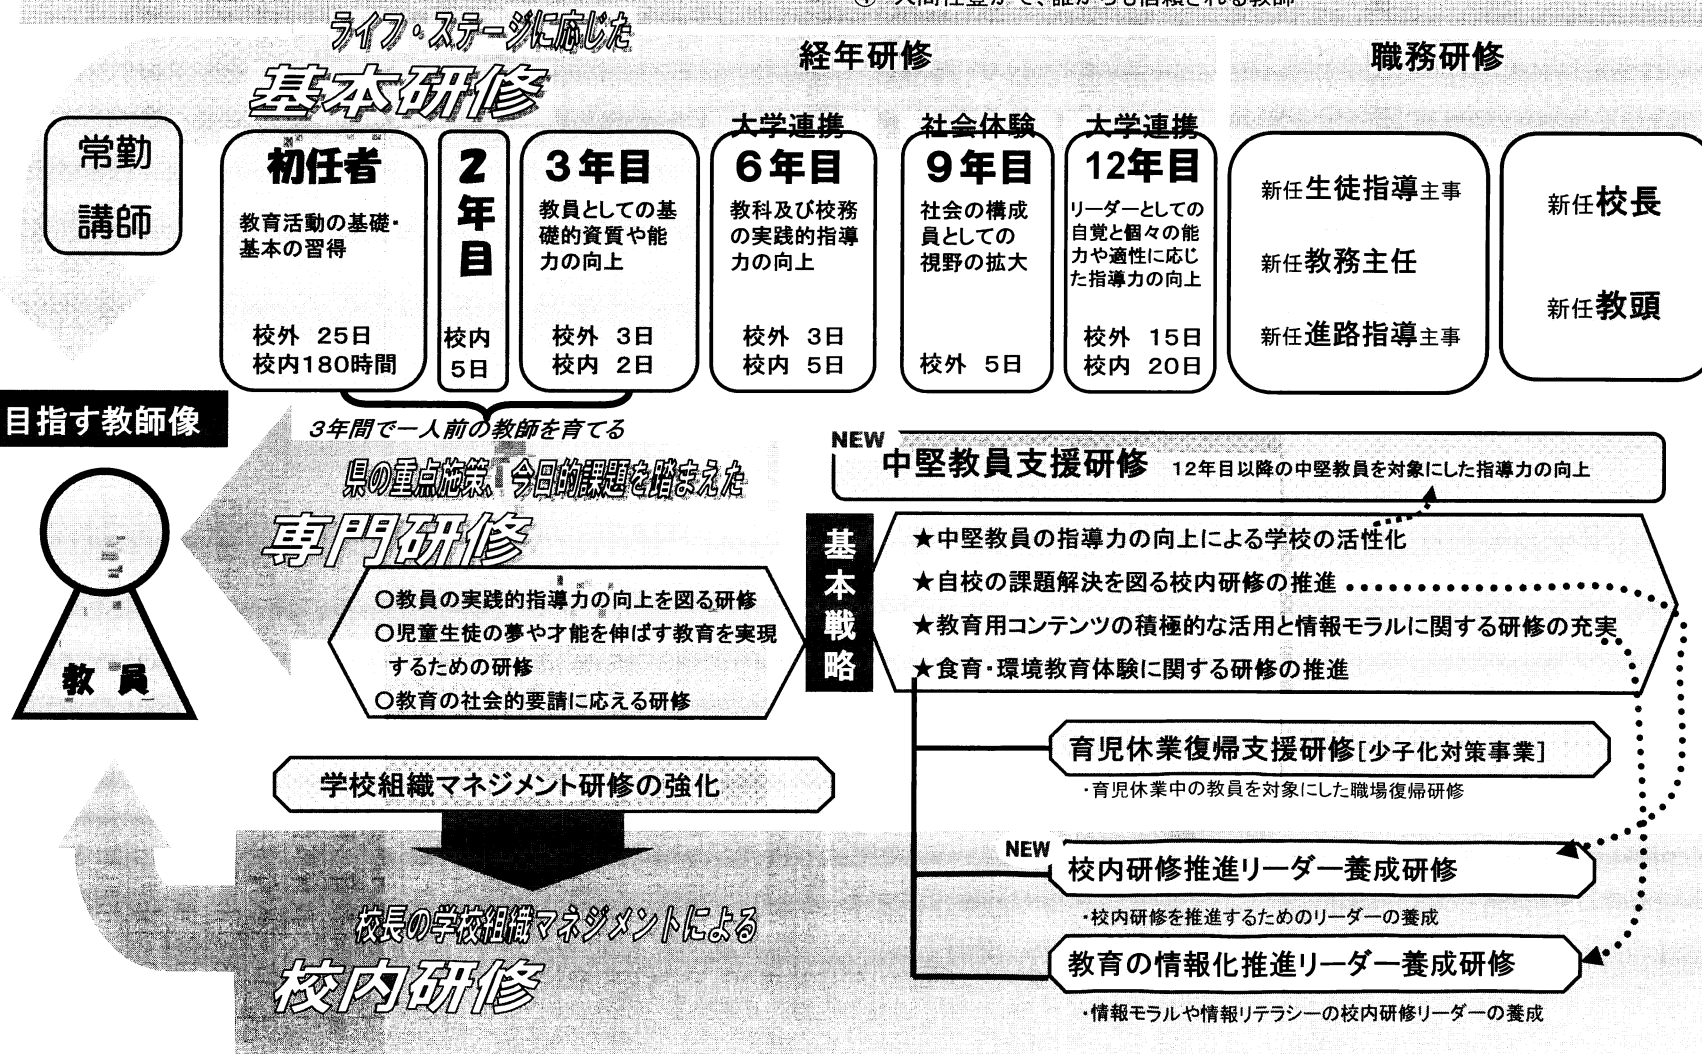 ④ 人間性豊かで、誰からも信頼される教師
ライフ・ステージに応じた
基本研修
経年研修
職務研修
常勤
講師
初任者
教育活動の基礎・
基本の習得
校外 25日
校内180時間
2年目
校内
5日
3年目
教員としての基
礎的資質や能
力の向上
校外 3日
校内 2日
大学連携
6年目
教科及び校務
の実践的指導
力の向上
校外 3日
校内 5日
社会体験
9年目
社会の構成
員としての
視野の拡大
校外 5日
大学連携
12年目
リーダーとしての
自覚と個々の能
力や適性に応じ
た指導力の向上
校外 15日
校内 20日
新任生徒指導主事
新任教務主任
新任進路指導主事
新任校長
新任教頭
3年間で一人前の教師を育てる
目指す教師像
教員
県の重点施策、今日的課題を踏まえた
専門研修
○教員の実践的指導力の向上を図る研修
○児童生徒の夢や才能を伸ばす教育を実現
するための研修
○教育の社会的要請に応える研修
NEW
中堅教員支援研修 12年目以降の中堅教員を対象にした指導力の向上
基本戦略
★中堅教員の指導力の向上による学校の活性化
★自校の課題解決を図る校内研修の推進
★教育用コンテンツの積極的な活用と情報モラルに関する研修の充実
★食育・環境教育体験に関する研修の推進
育児休業復帰支援研修[少子化対策事業]
・育児休業中の教員を対象にした職場復帰研修
NEW
校内研修推進リーダー養成研修
・校内研修を推進するためのリーダーの養成
教育の情報化推進リーダー養成研修
・情報モラルや情報リテラシーの校内研修リーダーの養成
学校組織マネジメント研修の強化
校長の学校組織マネジメントによる
校内研修